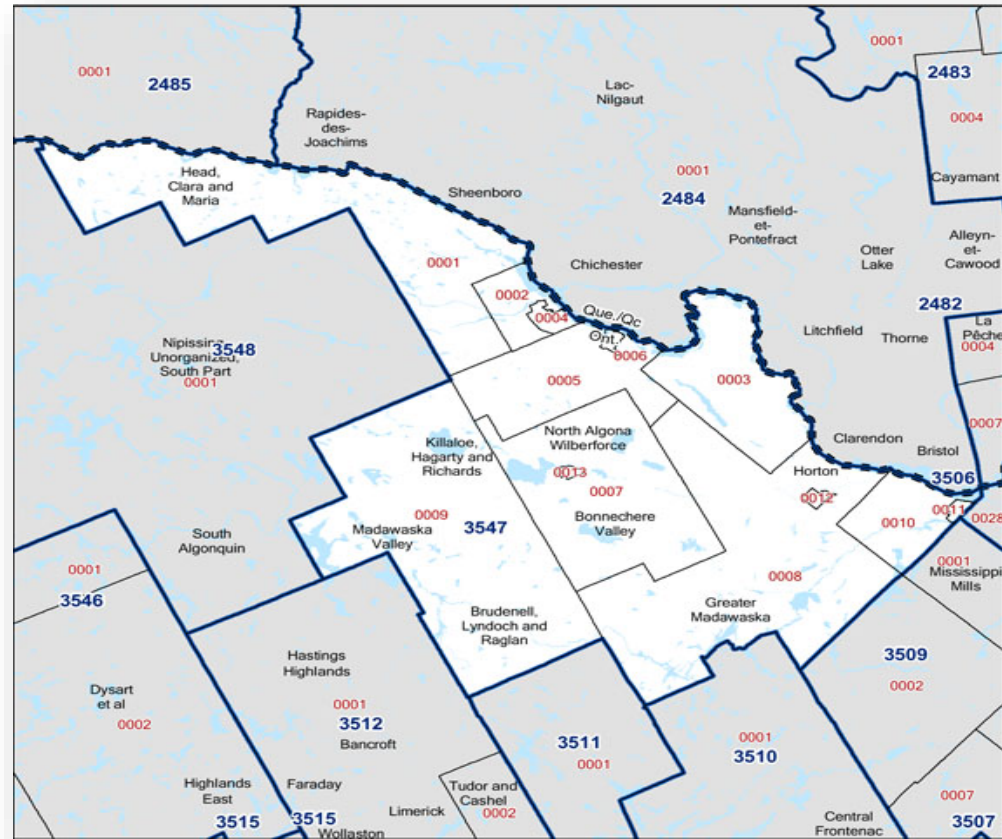 0001
0001
2485
2483
Lac-
Nilgaut
Rapides-
des-
Joachims
0004
Head,
Clara and
Maria
0001
2484
Cayamant
Sheenboro
Mansfield-
et-
Pontefract
Otter
Lake
Alleyn-
et-
Cawood
0001
Chichester
0002
2482
Que./Qc
Ont.
0004
Litchfield
Thorne
La
Pêche
0004
Nipissing,
Unorganized,
South Part
3548
0001
0006
0005
0003
0007
North Algona
Wilberforce
Killaloe,
Hagarty and
Richards
Clarendon
Bristol
0013
0007
Horton
3506
0012
0009
3547
Madawaska
Valley
Bonnechere
Valley
0010
0011
0028
South
Algonquin
0001
0001
Mississippi
Mills
3546
0008
Brudenell,
Lyndoch and
Raglan
Greater
Madawaska
Hastings
Highlands
3509
0002
Dysart
et al
0002
0001
3512
Bancroft
3511
0001
0001
3510
Highlands
East
Faraday
Tudor and
Cashel
0002
0007
3515
3515
Limerick
Wollaston
Central
Frontenac
3507